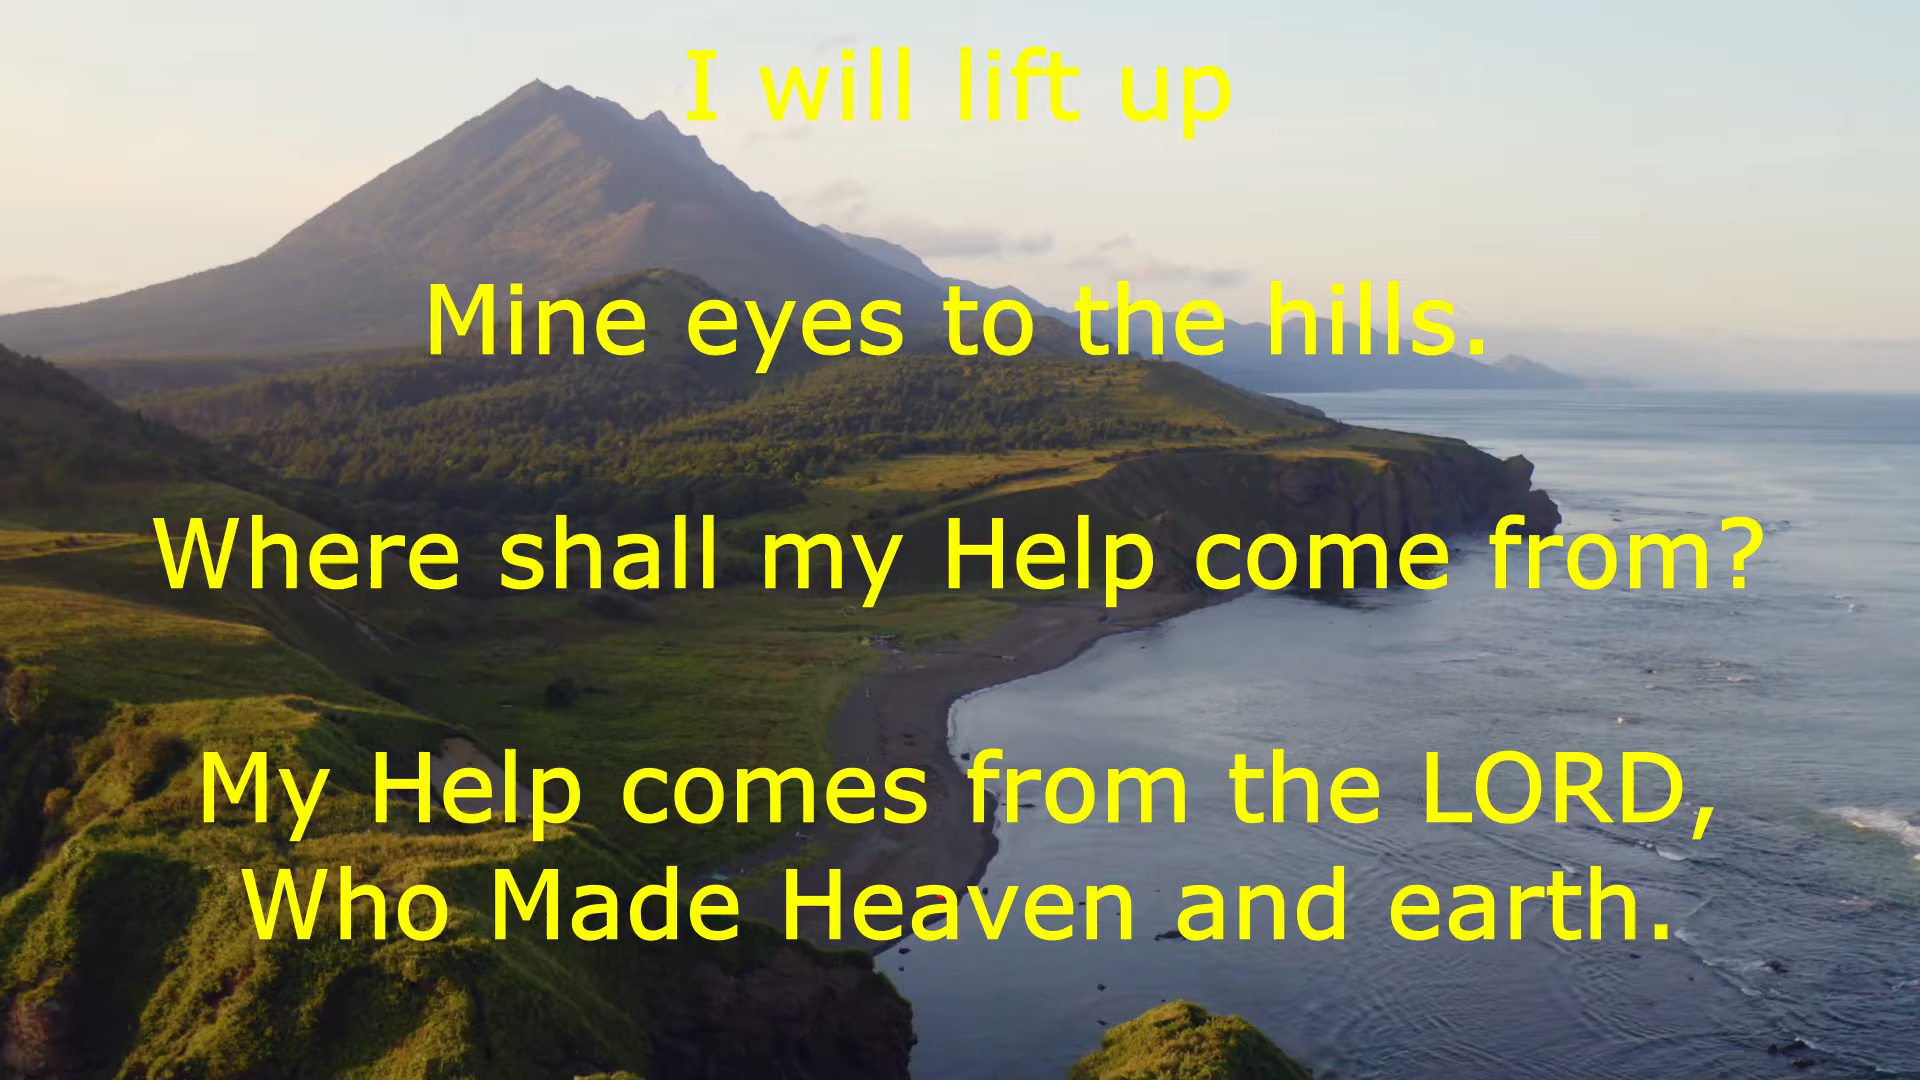 I will lift up
Mine eyes to the hills.
Where shall my Help come from?
My Help comes from the LORD,
Who Made Heaven and earth.